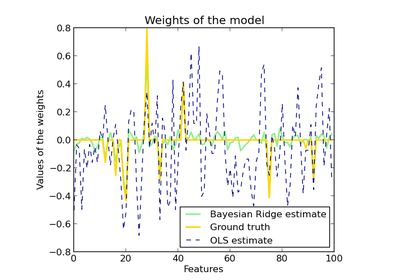 Weights of the model
0.8
0.6
0.4
0.2
0.0
−0.2
−0.4
−0.6
−0.8
Values of the weights
Bayesian Ridge estimate
Ground truth
OLS estimate
0 20 40 60 80 100
Features